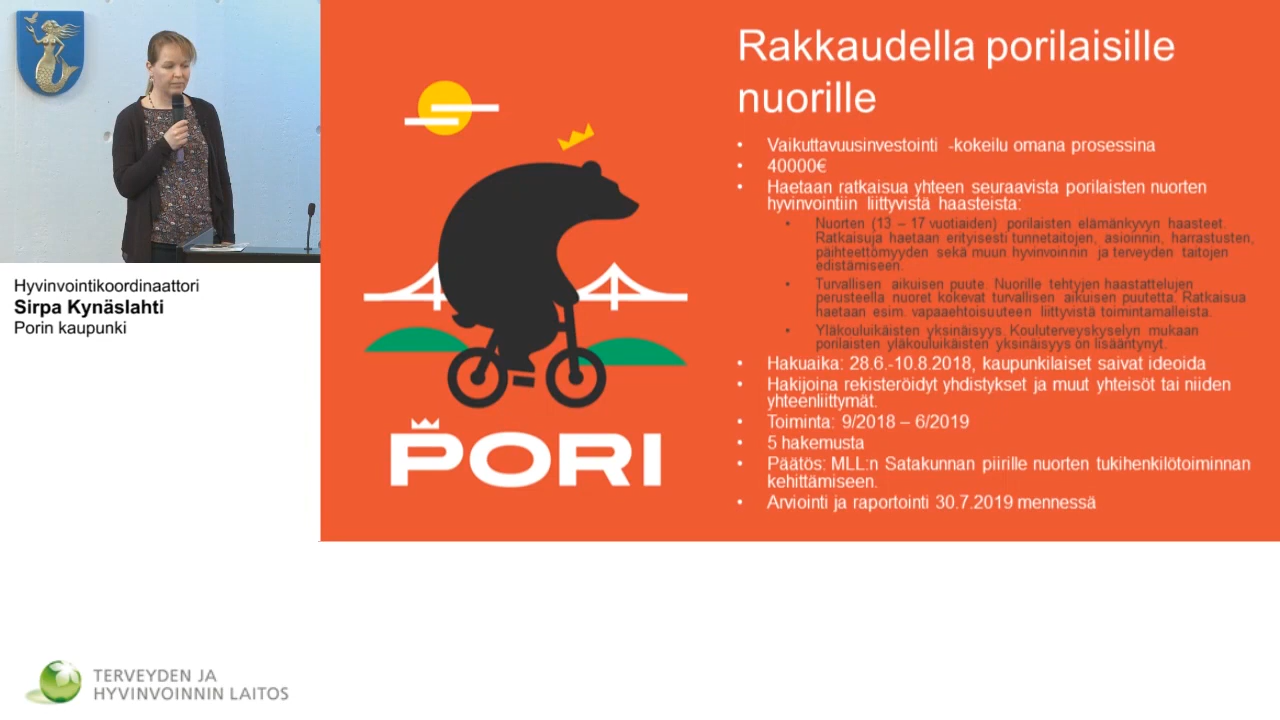 Rakkaudella porilaisille
nuorille
• Vaikuttavuusinvestointi -kokeilu omana prosessina
• 40000€
• Haetaan ratkaisua yhteen seuraavista porilaisten nuorten
hyvinvointiin liittyvistä haasteista:
• Nuorten (13 – 17 vuotiaiden) porilaisten elämänkyvyn haasteet.
Ratkaisuja haetaan erityisesti tunnetaitojen, asioinnin, harrastusten,
päihteettömyyden sekä muun hyvinvoinnin ja terveyden taitojen
edistämiseen.
• Turvallisen aikuisen puute. Nuorille tehtyjen haastattelujen
perusteella nuoret kokevat turvallisen aikuisen puutetta. Ratkaisua
haetaan esim. vapaaehtoisuuteen liittyvistä toimintamalleista.
• Yläkouluikäisten yksinäisyys. Kouluterveyskyselyn mukaan
porilaisten yläkouluikäisten yksinäisyys on lisääntynyt.
• Hakuaika: 28.6.-10.8.2018, kaupunkilaiset saivat ideoida
• Hakijoina rekisteröidyt yhdistykset ja muut yhteisöt tai niiden
yhteenliittymät.
• Toiminta: 9/2018 – 6/2019
• 5 hakemusta
• Päätös: MLL:n Satakunnan piirille nuorten tukihenkilötoiminnan
kehittämiseen.
• Arviointi ja raportointi 30.7.2019 mennessä
PORI
Hyvinvointikoordinaattori
Sirpa Kynäslahti
Porin kaupunki
TERVEYDEN JA
HYVINVOINNIN LAITOS